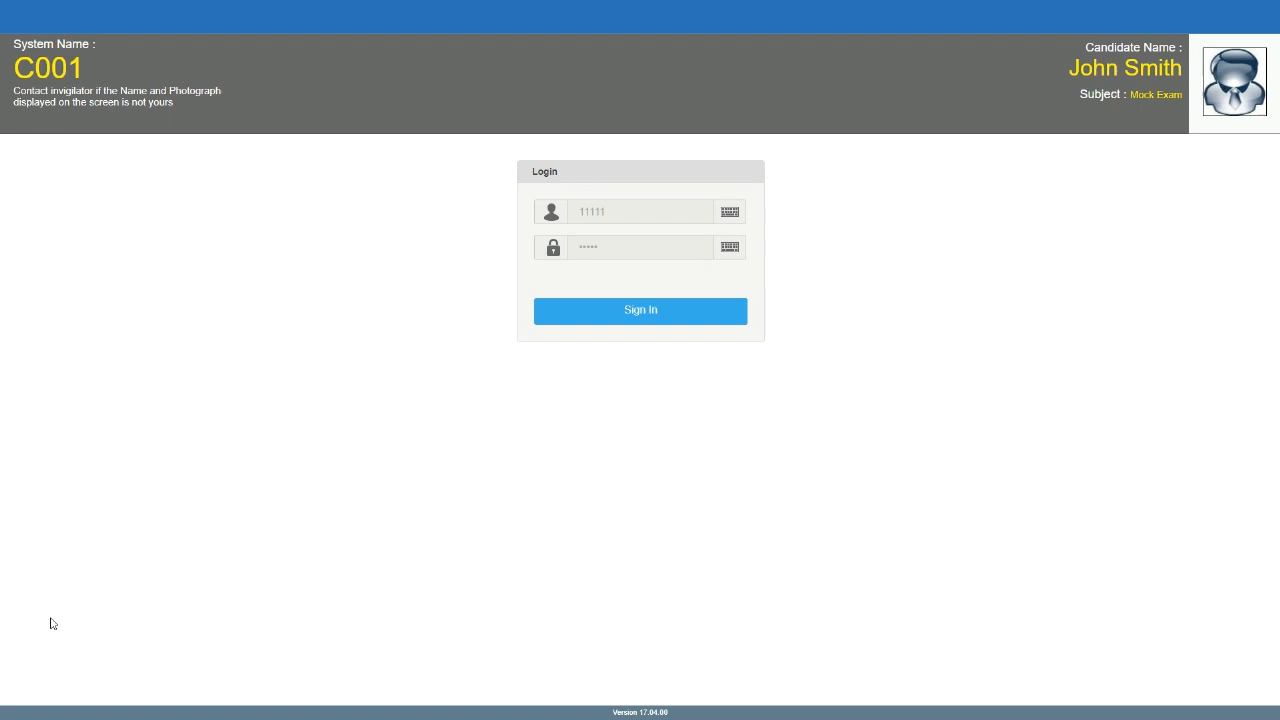 System Name :
C001
Contact invigilator if the Name and Photograph
displayed on the screen is not yours
Candidate Name :
John Smith
Subject : Mock Exam
Login
11111
•••••
Sign In
Version 17.04.00